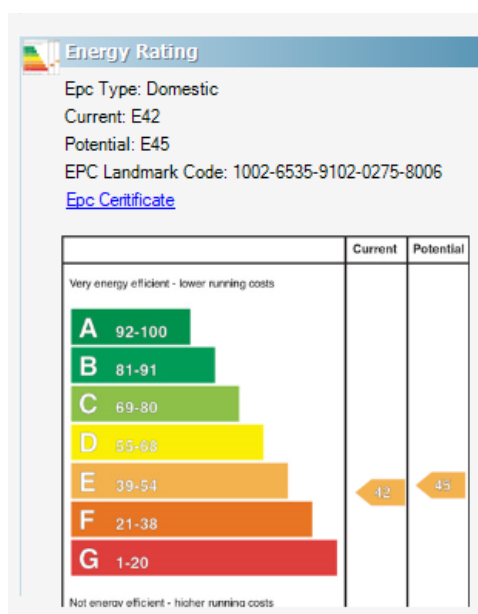 Energy Rating
Epc Type: Domestic
Current: E42
Potential: E45
EPC Landmark Code: 1002-6535-9102-0275-8006
Epc Ceritificate
Current Potential
Very energy efficient - lower running costs
A 92-100
B 81-91
C 69-80
D 55-68
E 39-54 42 45
F 21-38
G 1-20
Not energy efficient - higher running costs